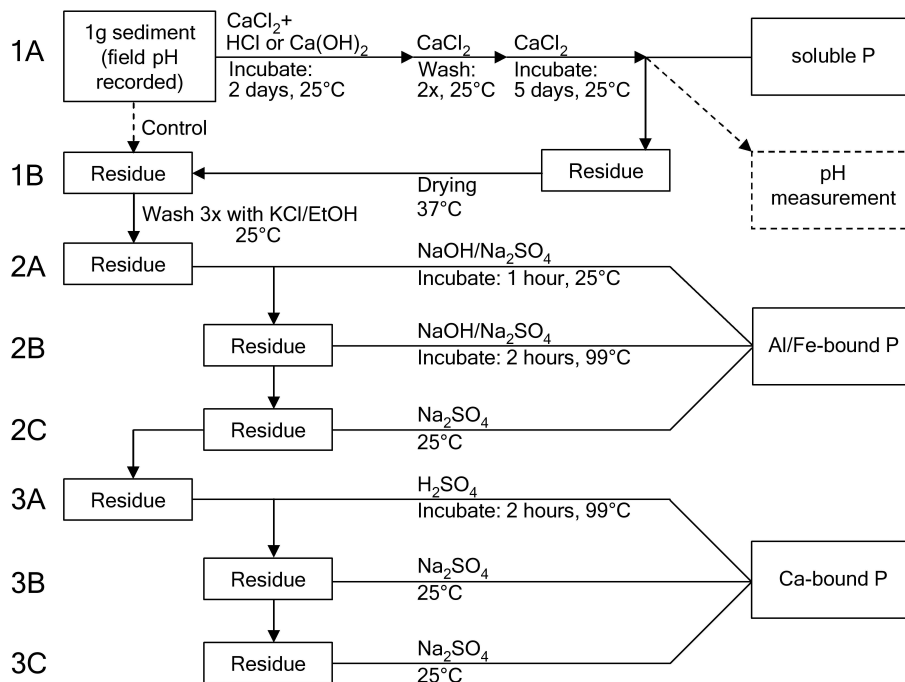 1A
1g sediment
(field pH
recorded)
CaCl₂+
HCl or Ca(OH)₂
Incubate:
2 days, 25°C
CaCl₂
Wash:
2x, 25°C
CaCl₂
Incubate:
5 days, 25°C
soluble P
Control
1B
Residue
Drying
37°C
Residue
pH
measurement
Wash 3x with KCl/EtOH
25°C
2A
Residue
NaOH/Na₂SO₄
Incubate: 1 hour, 25°C
2B
Residue
NaOH/Na₂SO₄
Incubate: 2 hours, 99°C
Al/Fe-bound P
2C
Residue
Na₂SO₄
25°C
3A
Residue
H₂SO₄
Incubate: 2 hours, 99°C
3B
Residue
Na₂SO₄
25°C
Ca-bound P
3C
Residue
Na₂SO₄
25°C